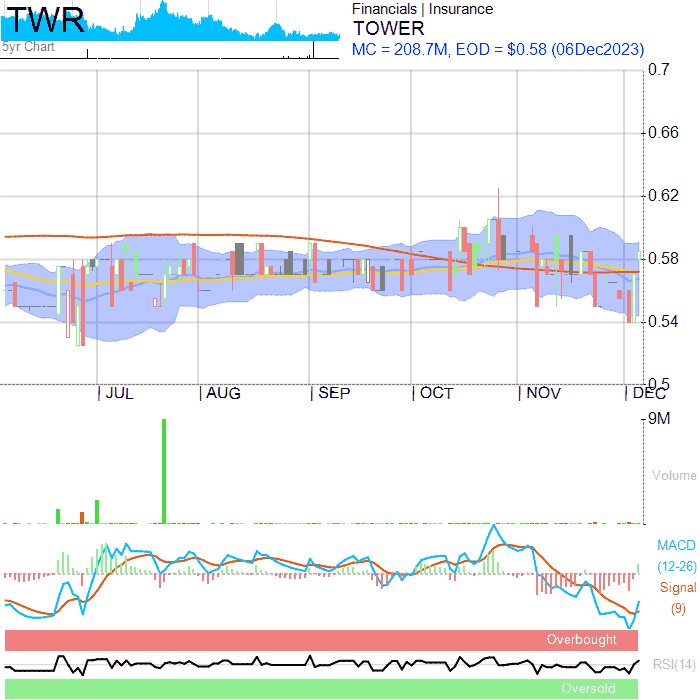 TWR
5yr Chart
Financials | Insurance
TOWER
MC = 208.7M, EOD = $0.58 (06Dec2023)
0.7
0.66
0.62
0.58
0.54
0.5
JUL AUG SEP OCT NOV DEC
9M
Volume
MACD
(12-26)
Signal
(9)
Overbought
RSI(14)
Oversold